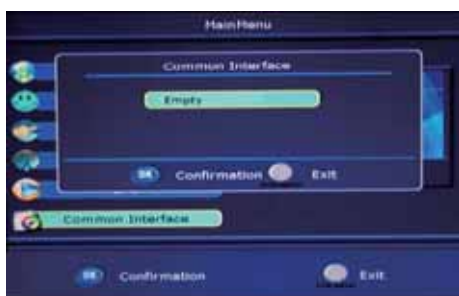 MainMenu
Common Interface
Empty
OK Confirmation Exit
Common Interface
OK Confirmation Exit